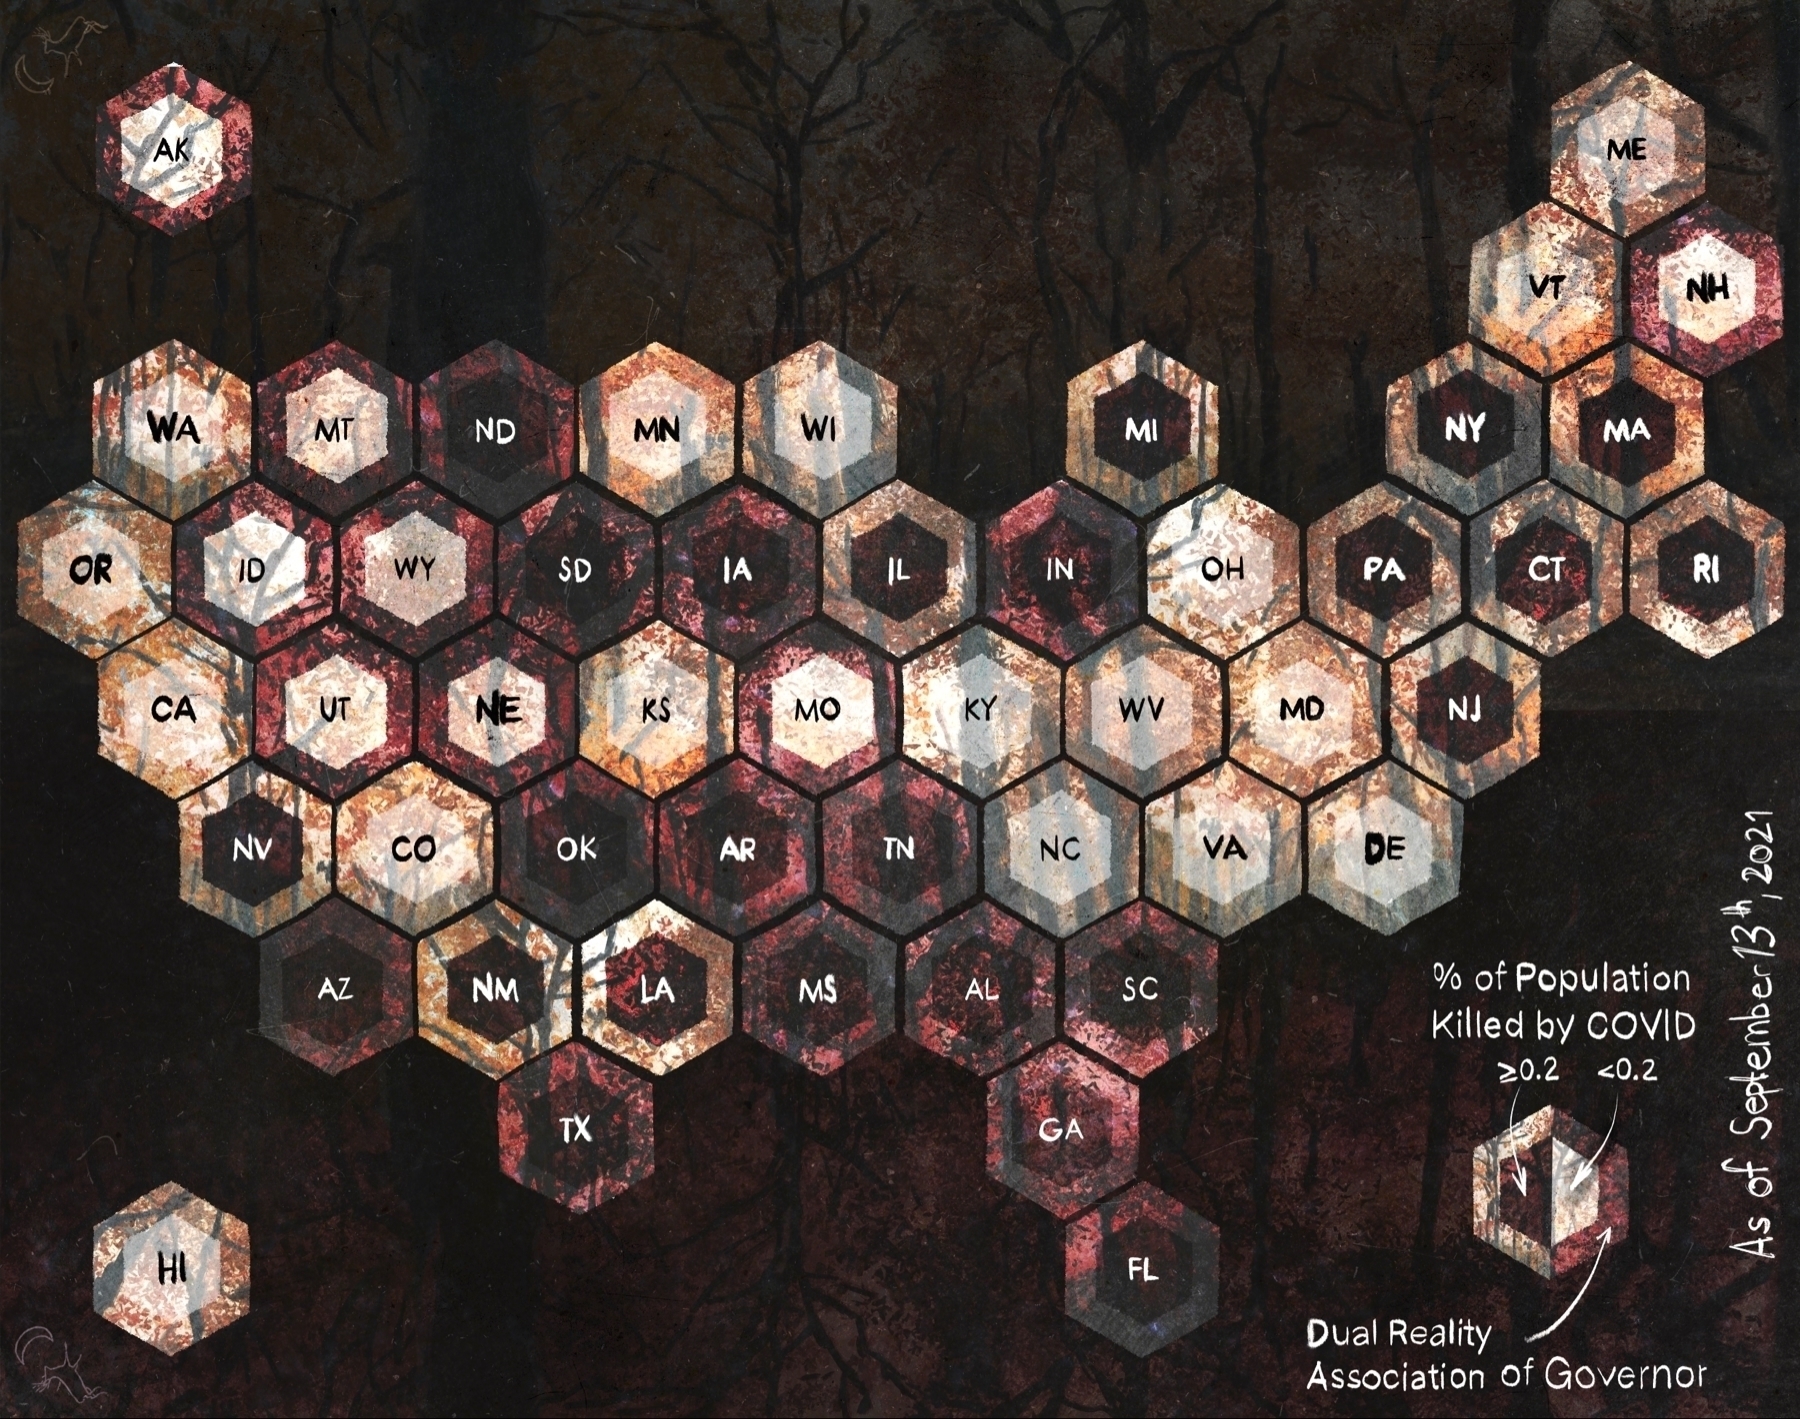 AK
ME
VT
NH
WA
MT
ND
MN
WI
MI
NY
MA
OR
ID
WY
SD
IA
IL
IN
OH
PA
CT
RI
CA
UT
NE
KS
MO
KY
WV
MD
NJ
NV
CO
OK
AR
TN
NC
VA
DE
AZ
NM
LA
MS
AL
SC
TX
GA
FL
HI
% of Population
Killed by COVID
≥0.2 <0.2
Dual Reality
Association of Governor
As of September 13th, 2021